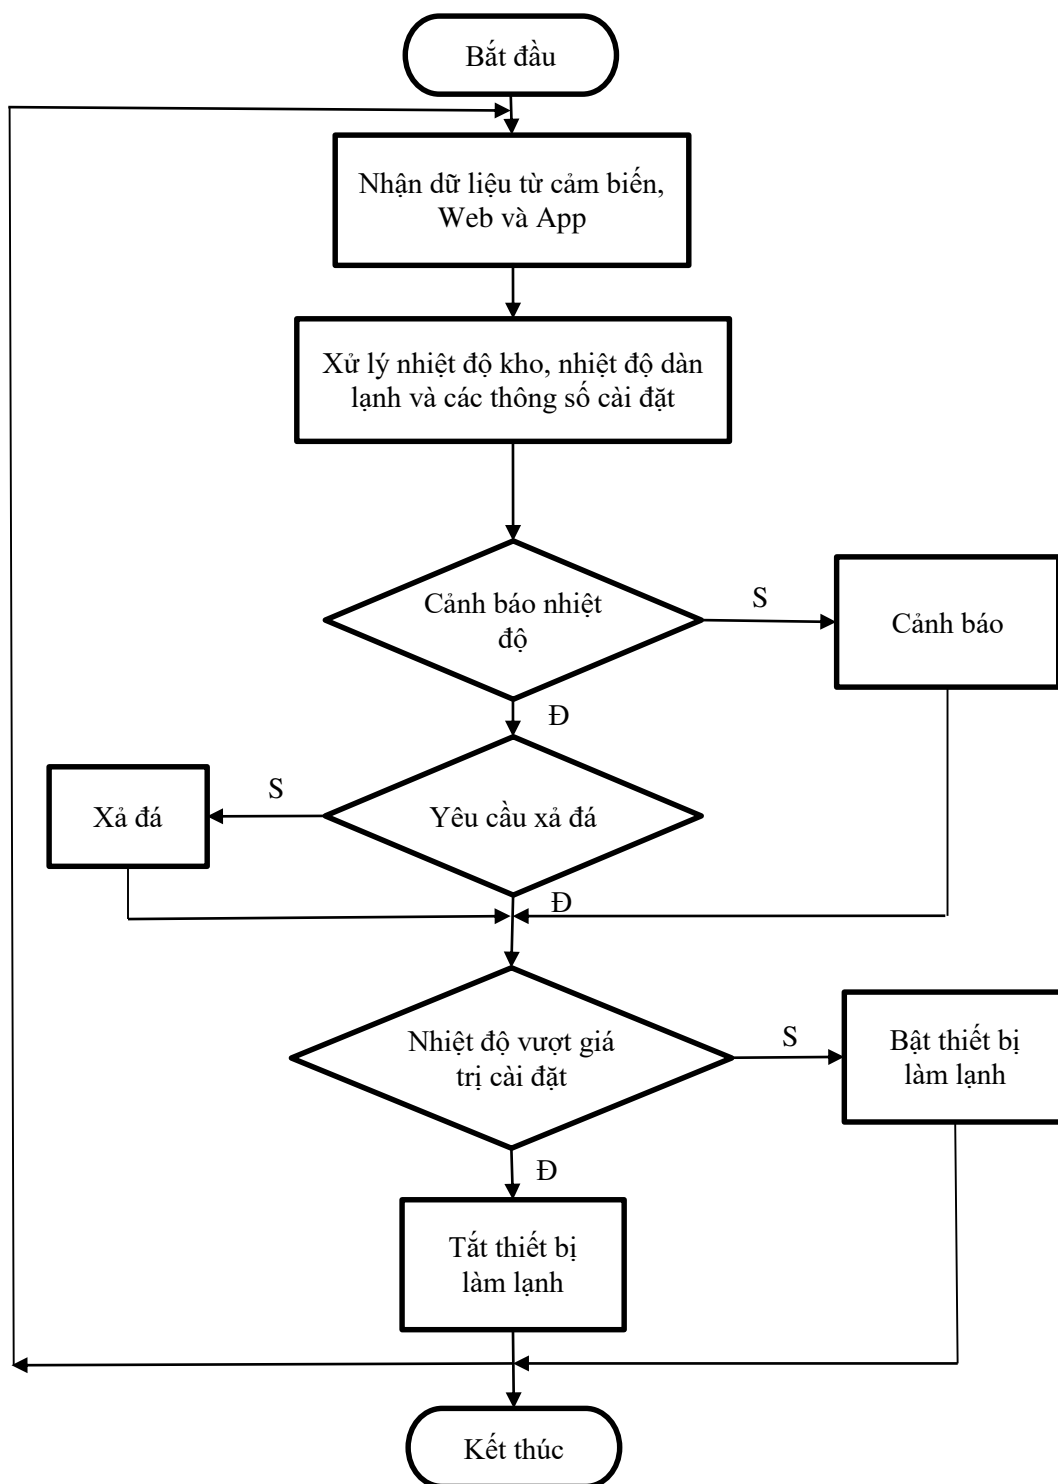 Bắt đầu
Nhận dữ liệu từ cảm biến,
Web và App
Xử lý nhiệt độ kho, nhiệt độ dàn
lạnh và các thông số cài đặt
Cảnh báo nhiệt
độ
S
Cảnh báo
Đ
Xả đá
S
Yêu cầu xả đá
Đ
Nhiệt độ vượt giá
trị cài đặt
S
Bật thiết bị
làm lạnh
Đ
Tắt thiết bị
làm lạnh
Kết thúc